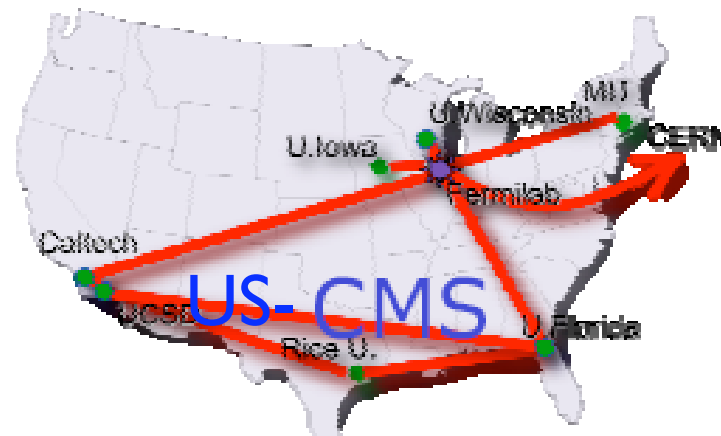 MIT
U.Wisconsin
CERN
U.Iowa
Fermilab
Caltech
US- CMS
UCSD
U.Florida
Rice U.